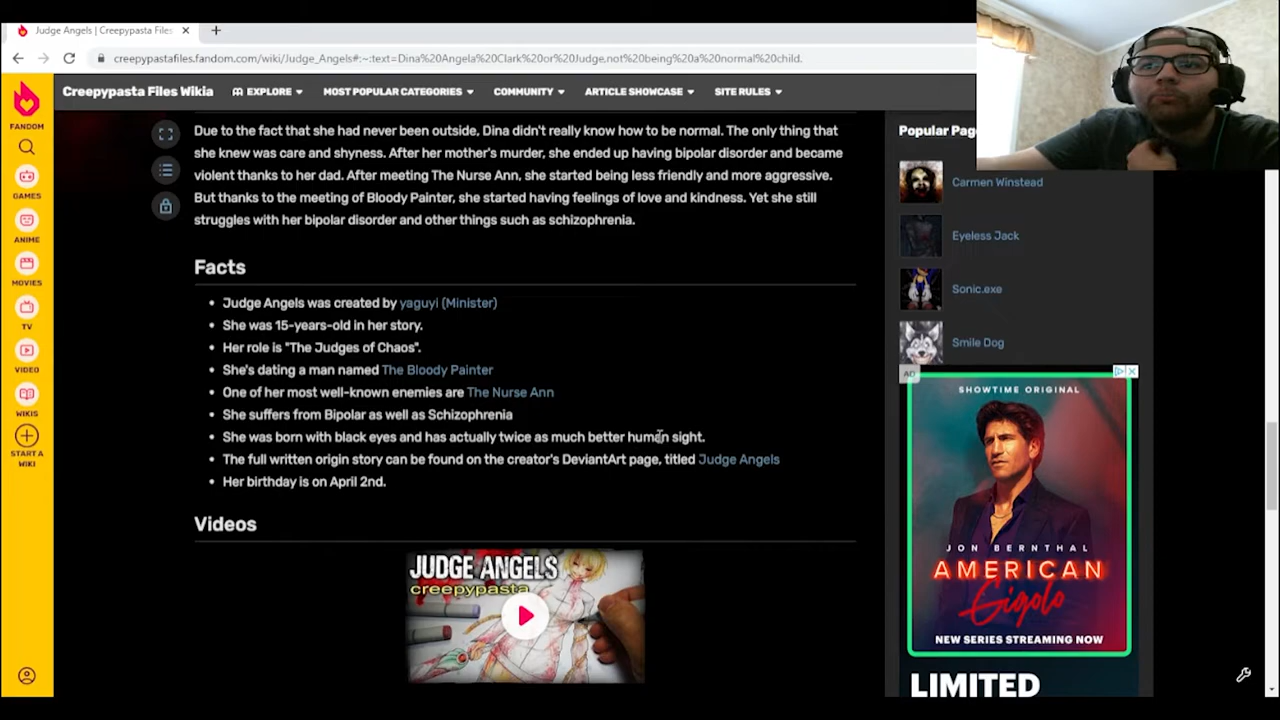 Judge Angels | Creepypasta Files
creepypastafiles.fandom.com/wiki/Judge_Angels#:~:text=Dina%20Angela%20Clark%20or%20Judge,not%20being%20a%20normal%20child.
FANDOM
GAMES
ANIME
MOVIES
TV
VIDEO
WIKIS
START A
WIKI
Creepypasta Files Wikia
EXPLORE
MOST POPULAR CATEGORIES
COMMUNITY
ARTICLE SHOWCASE
SITE RULES
Due to the fact that she had never been outside, Dina didn't really know how to be normal. The only thing that
she knew was care and shyness. After her mother's murder, she ended up having bipolar disorder and became
violent thanks to her dad. After meeting The Nurse Ann, she started being less friendly and more aggressive.
But thanks to the meeting of Bloody Painter, she started having feelings of love and kindness. Yet she still
struggles with her bipolar disorder and other things such as schizophrenia.
Facts
• Judge Angels was created by yaguyi (Minister)
• She was 15-years-old in her story.
• Her role is "The Judges of Chaos".
• She's dating a man named The Bloody Painter
• One of her most well-known enemies are The Nurse Ann
• She suffers from Bipolar as well as Schizophrenia
• She was born with black eyes and has actually twice as much better human sight.
• The full written origin story can be found on the creator's DeviantArt page, titled Judge Angels
• Her birthday is on April 2nd.
Videos
JUDGE ANGELS
creepypasta
Popular Pag
Carmen Winstead
Eyeless Jack
Sonic.exe
Smile Dog
AD
SHOWTIME ORIGINAL
JON BERNTHAL
AMERICAN
Gigolo
NEW SERIES STREAMING NOW
LIMITED